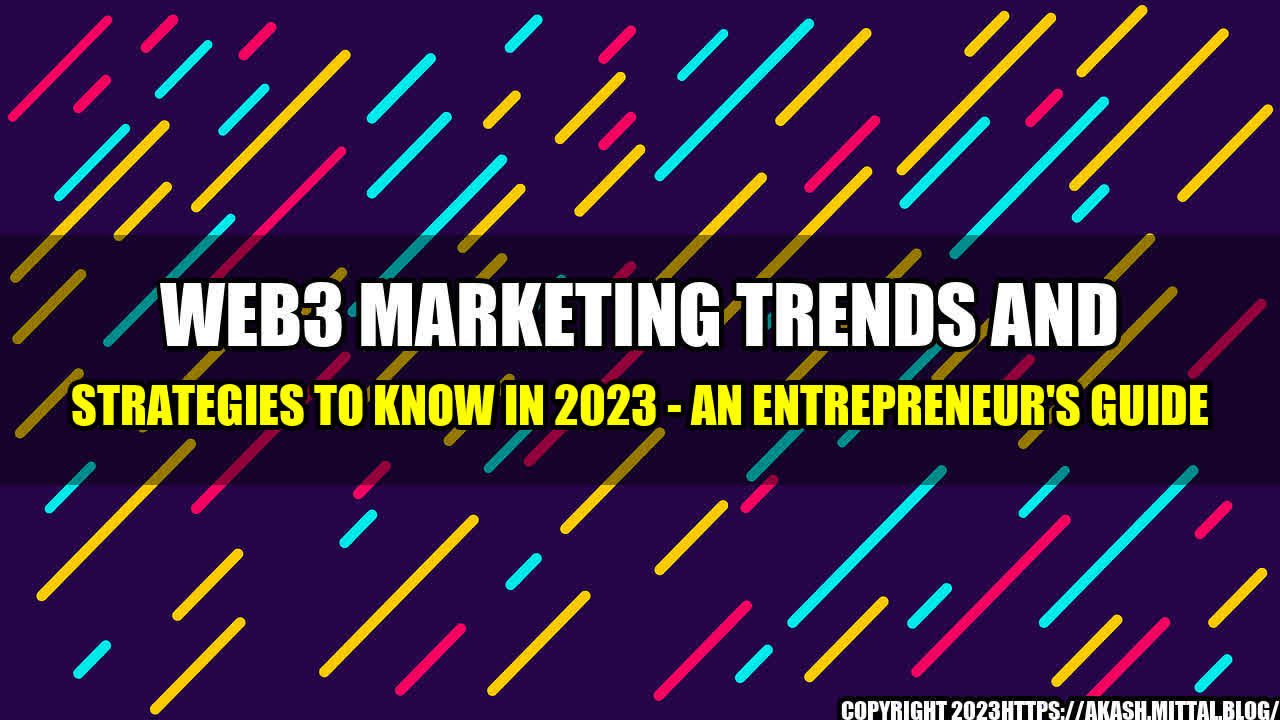 WEB3 MARKETING TRENDS AND
STRATEGIES TO KNOW IN 2023 - AN ENTREPRENEUR'S GUIDE
COPYRIGHT 2023HTTPS://AKASH.MITTAL.BLOG/